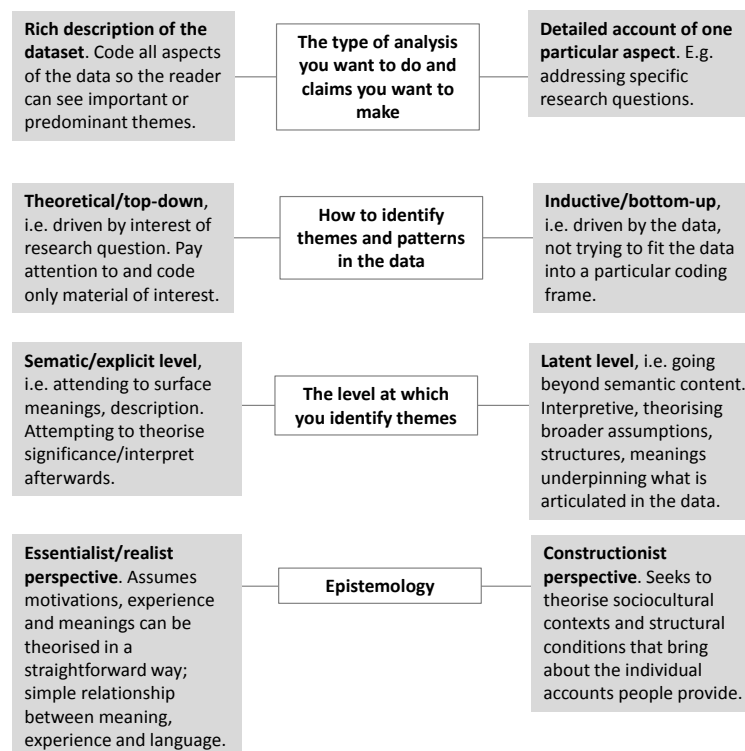 Rich description of the
dataset. Code all aspects
of the data so the reader
can see important or
predominant themes.
The type of analysis
you want to do and
claims you want to
make
Detailed account of one
particular aspect. E.g.
addressing specific
research questions.
Theoretical/top-down,
i.e. driven by interest of
research question. Pay
attention to and code
only material of interest.
How to identify
themes and patterns
in the data
Inductive/bottom-up,
i.e. driven by the data,
not trying to fit the data
into a particular coding
frame.
Sematic/explicit level,
i.e. attending to surface
meanings, description.
Attempting to theorise
significance/interpret
afterwards.
The level at which
you identify themes
Latent level, i.e. going
beyond semantic content.
Interpretive, theorising
broader assumptions,
structures, meanings
underpinning what is
articulated in the data.
Essentialist/realist
perspective. Assumes
motivations, experience
and meanings can be
theorised in a
straightforward way;
simple relationship
between meaning,
experience and language.
Epistemology
Constructionist
perspective. Seeks to
theorise sociocultural
contexts and structural
conditions that bring
about the individual
accounts people provide.